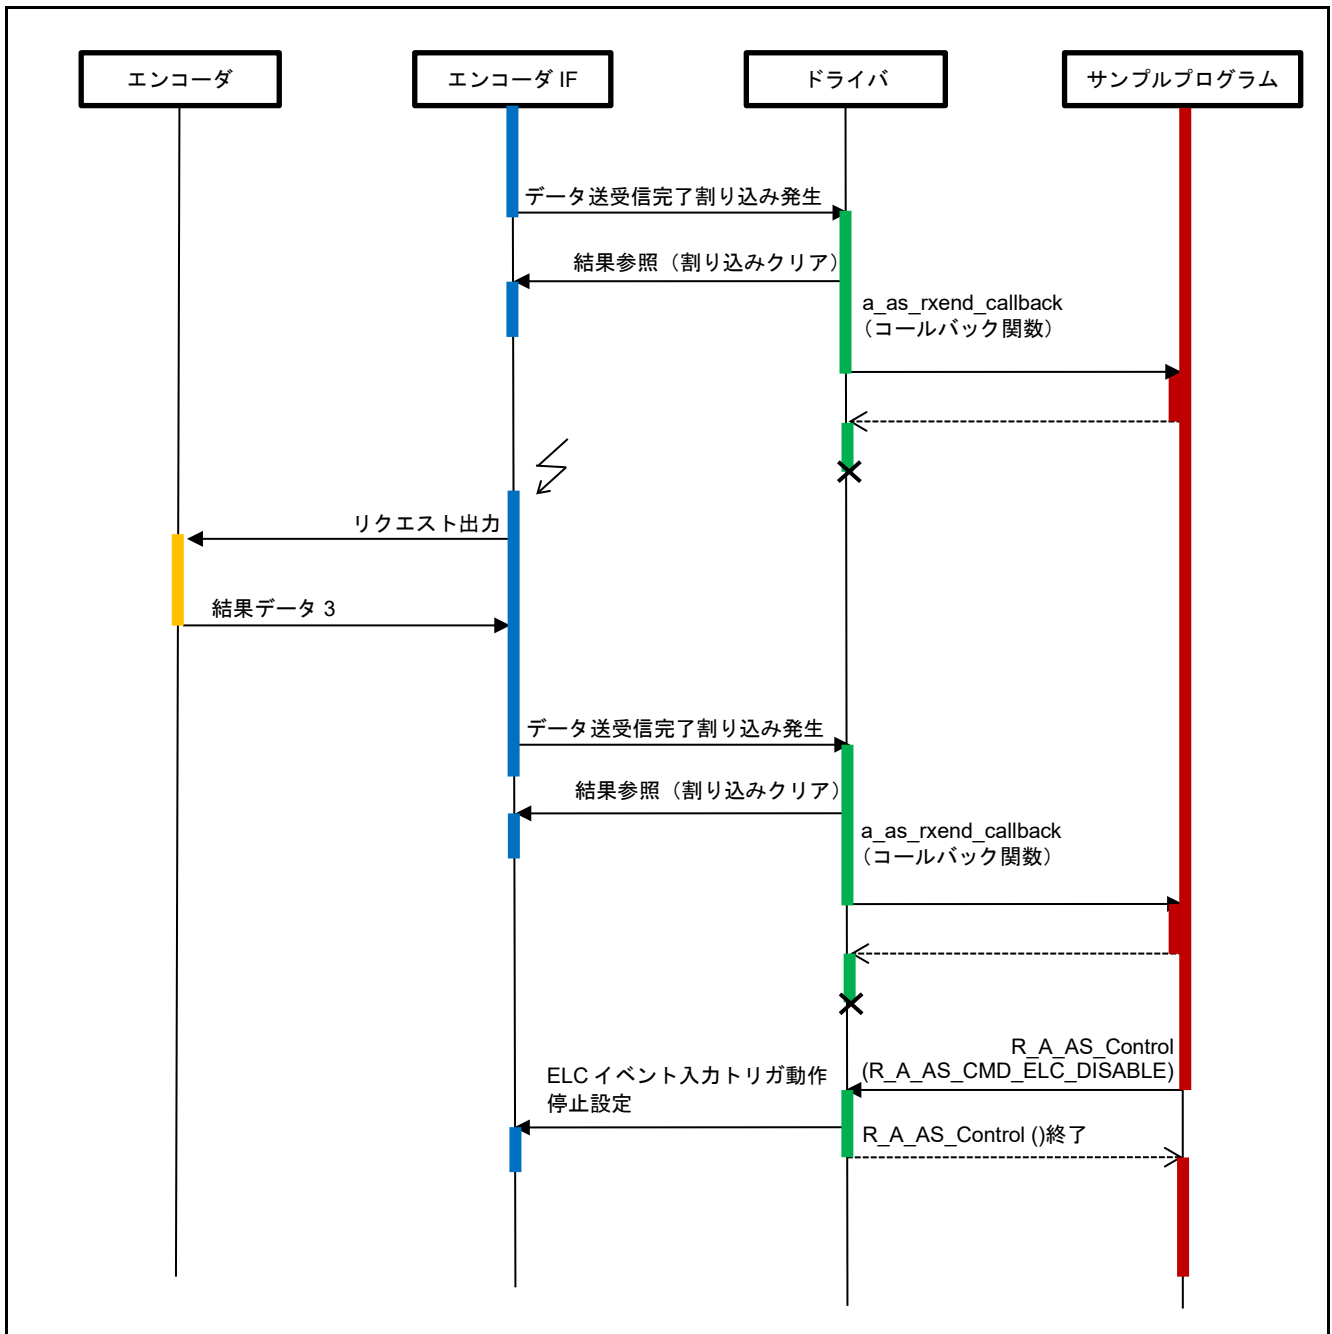 エンコーダ
エンコーダ IF
ドライバ
サンプルプログラム
データ送受信完了割り込み発生
結果参照（割り込みクリア）
a_as_rxend_callback
（コールバック関数）
リクエスト出力
結果データ 3
データ送受信完了割り込み発生
結果参照（割り込みクリア）
a_as_rxend_callback
（コールバック関数）
R_A_AS_Control
(R_A_AS_CMD_ELC_DISABLE)
ELC イベント入力トリガ動作
停止設定
R_A_AS_Control ()終了